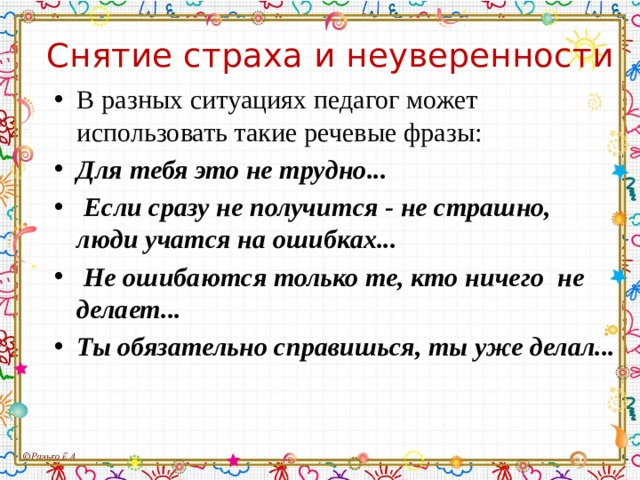 Снятие страха и неуверенности
• В разных ситуациях педагог может
использовать такие речевые фразы:
• Для тебя это не трудно...
• Если сразу не получится - не страшно,
люди учатся на ошибках...
• Не ошибаются только те, кто ничего не
делает...
• Ты обязательно справишься, ты уже делал...
©Ранько Е.А